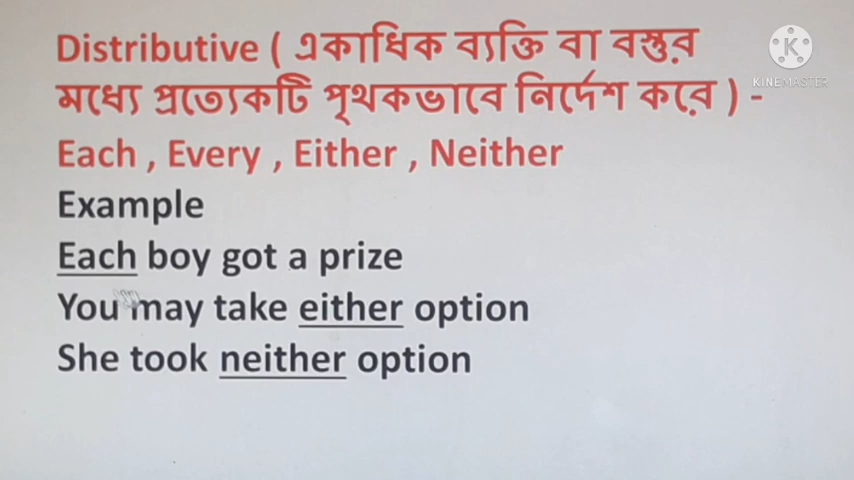 Distributive ( একাধিক ব্যক্তি বা বস্তুর
মধ্যে প্রত্যেকটি পৃথকভাবে নির্দেশ করে ) -
Each , Every , Either , Neither
Example
Each boy got a prize
You may take either option
She took neither option
K
KINEMASTER